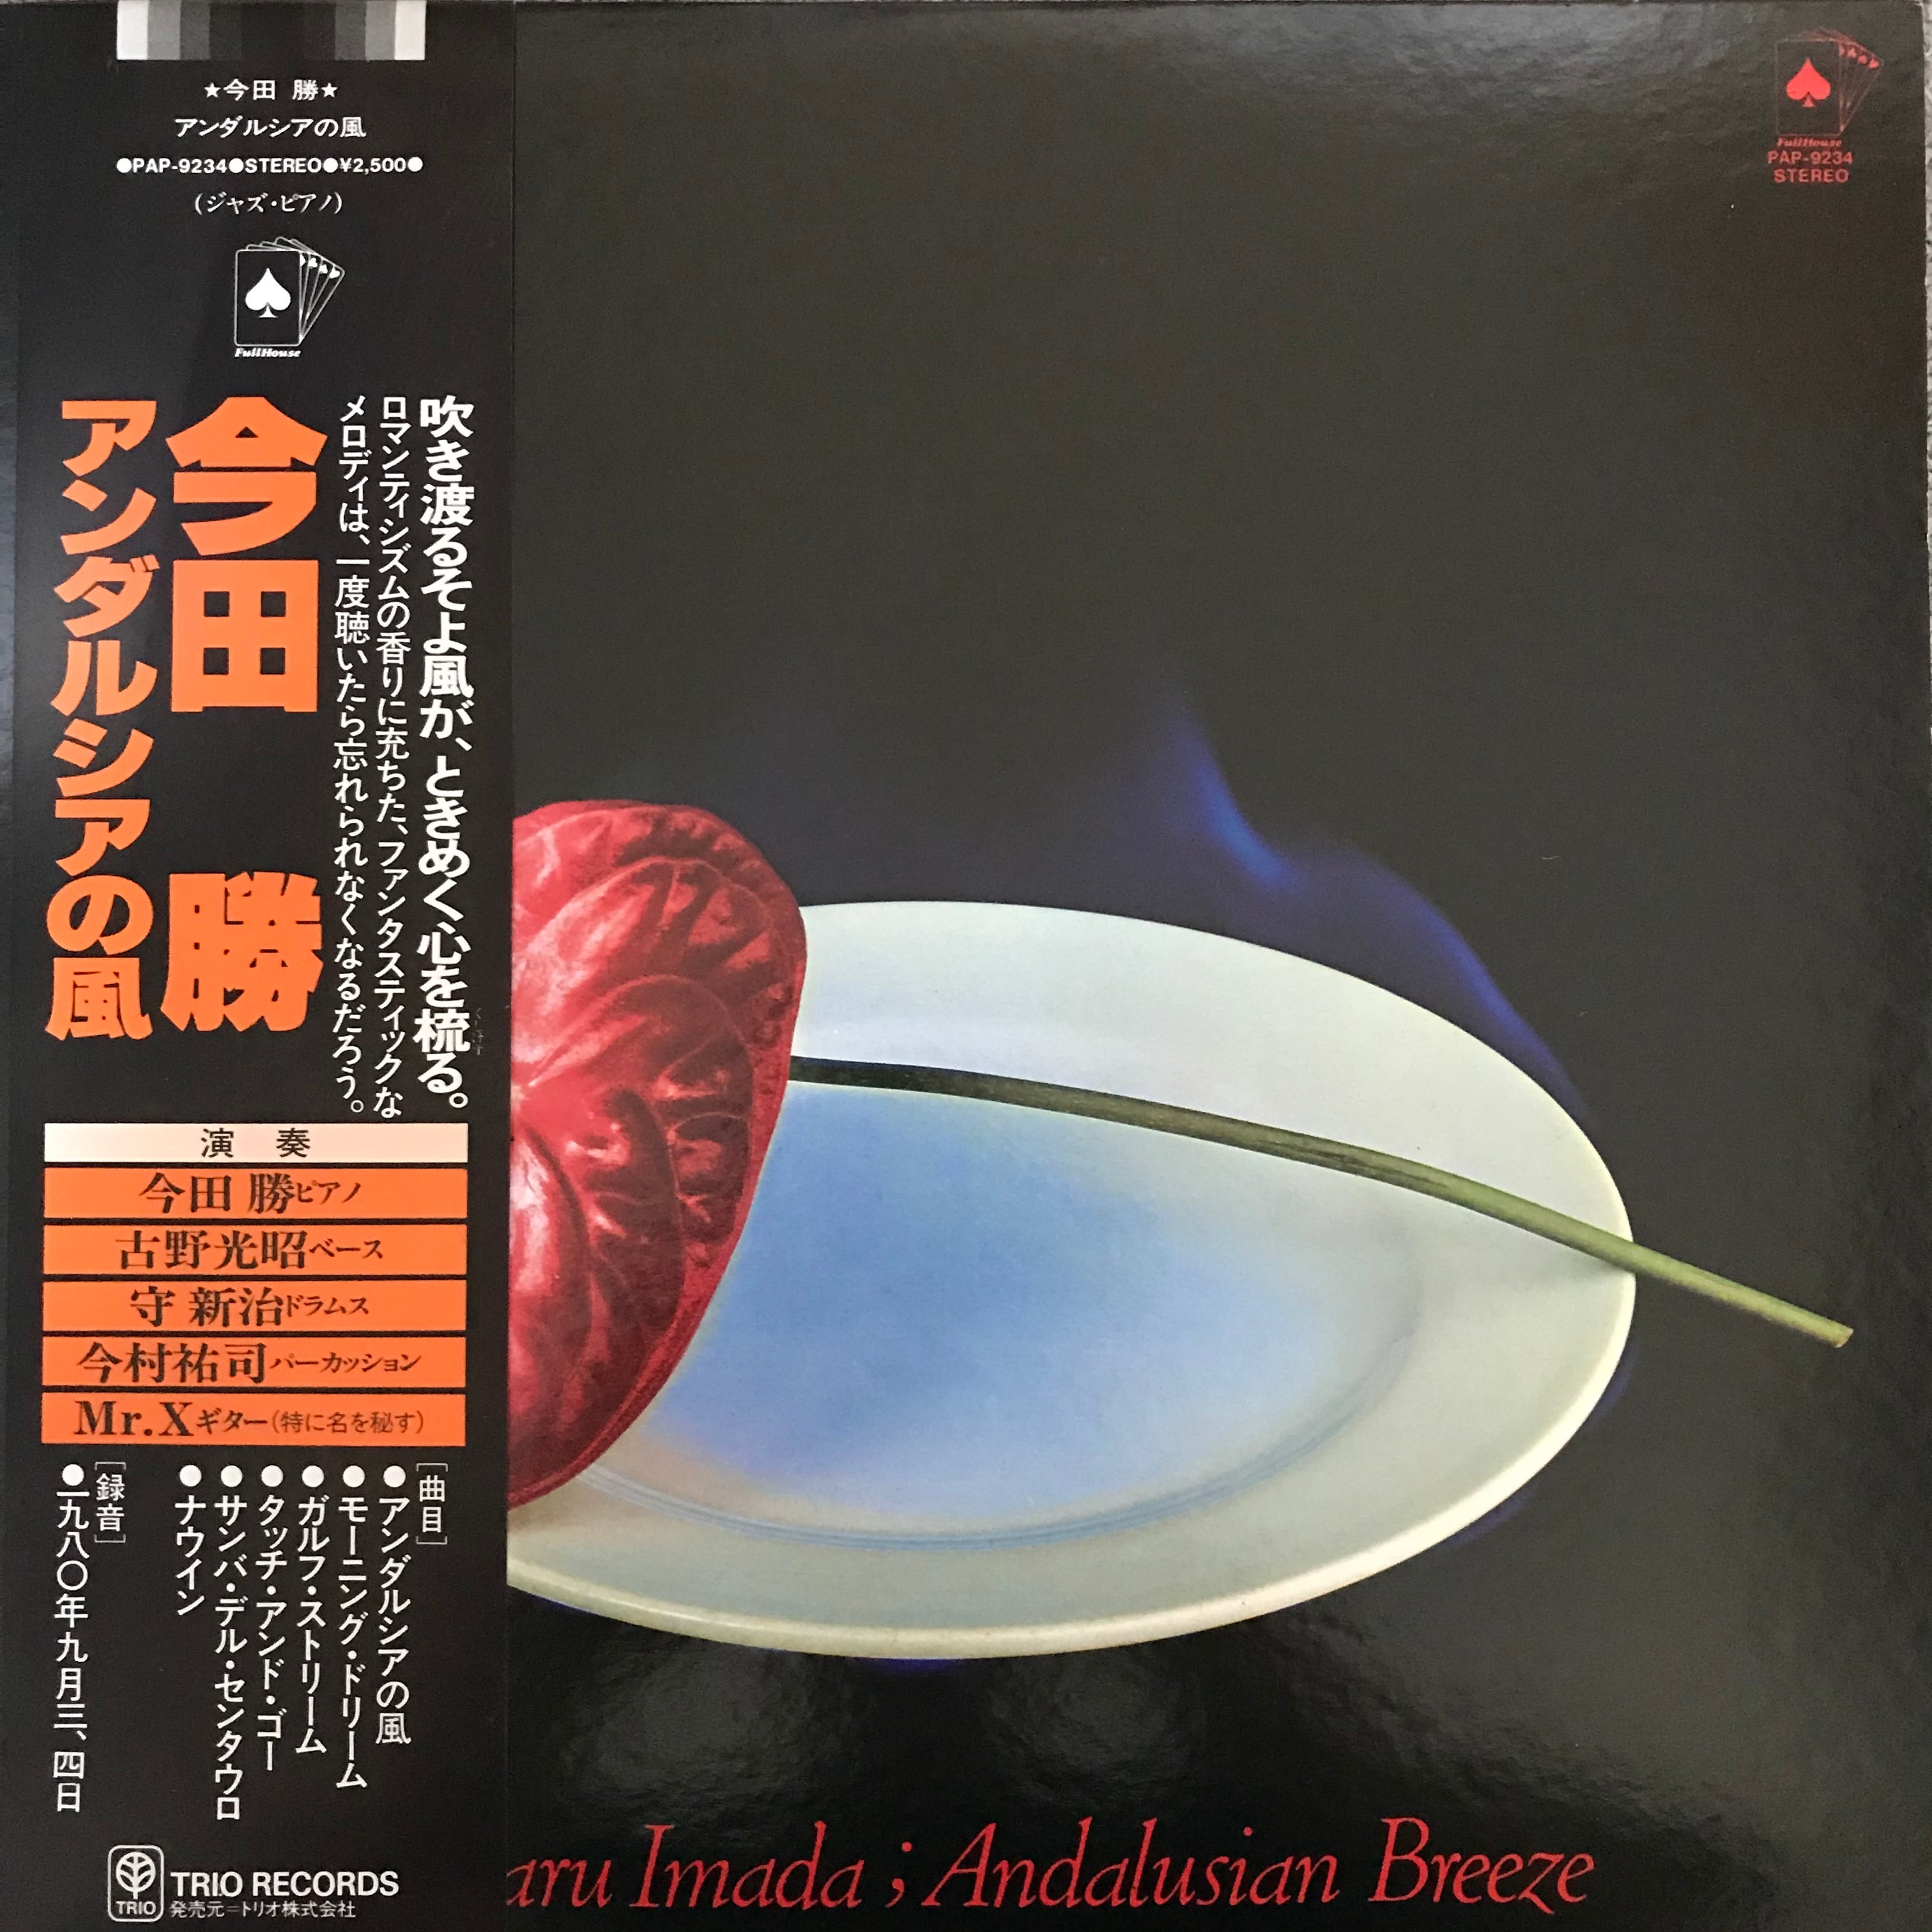 ★今田 勝★
アンダルシアの風
●PAP-9234●STEREO●¥2,500●
(ジャズ・ピアノ)
FullHouse
吹き渡るそよ風が、ときめく心を梳る。
ロマンティシズムの香りに充ちた、ファンタスティックな
メロディは、一度聴いたら忘れられなくなるだろう。
今田 勝
アンダルシアの風
演 奏
今田 勝ピアノ
古野光昭ベース
守 新治ドラムス
今村祐司パーカッション
Mr.Xギター(特に名を秘す)
[曲目]
●アンダルシアの風
●モーニング・ドリーム
●ガルフ・ストリーム
●タッチ・アンド・ゴー
●サンバ・デル・センタウロ
●ナウイン
[録音]
●一九八〇年九月三、四日
TRIO
TRIO RECORDS
発売元=トリオ株式会社
FullHouse
PAP-9234
STEREO
aru Imada ; Andalusian Breeze